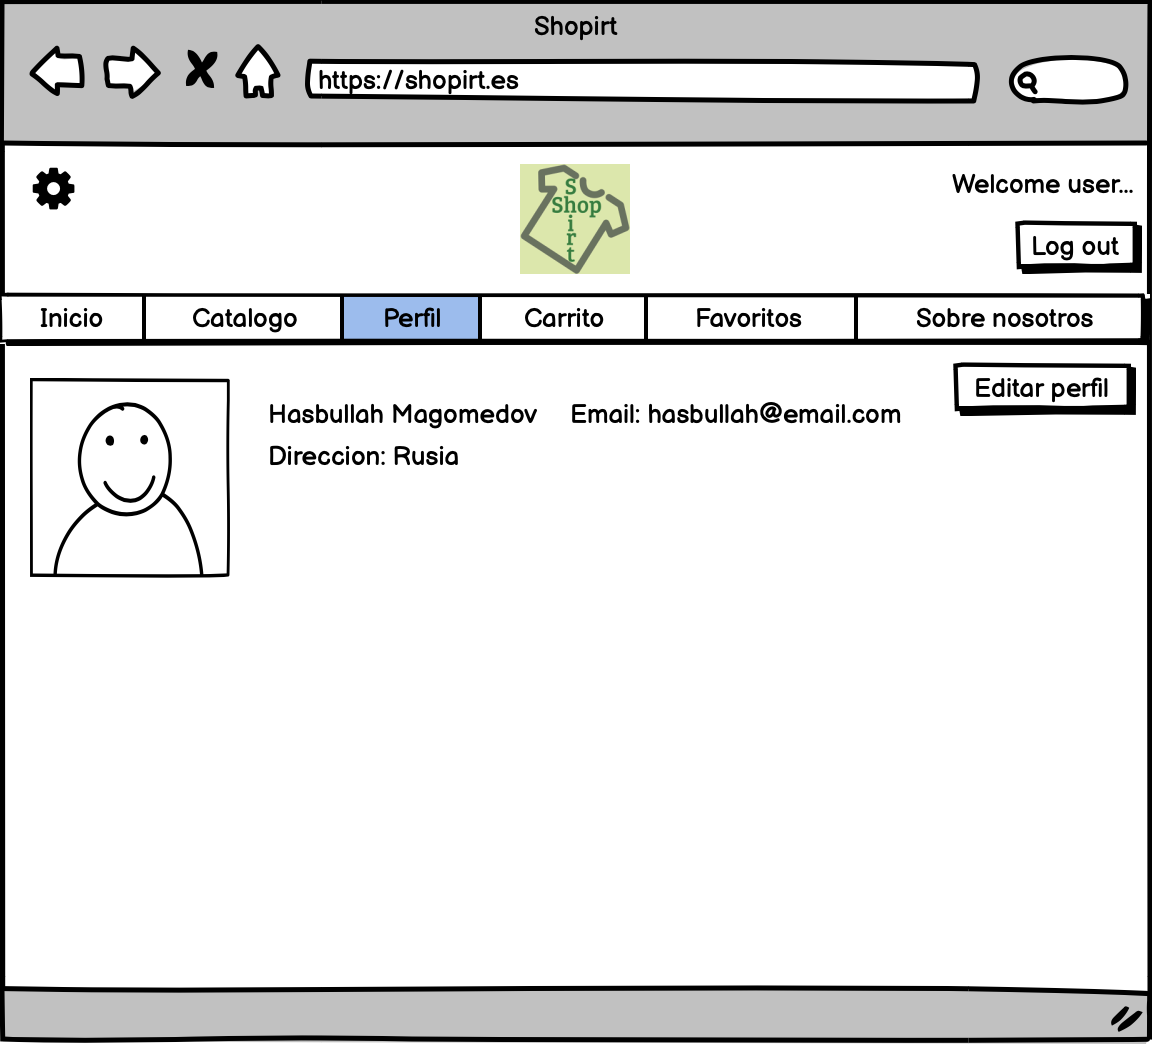 Shopirt
https://shopirt.es
S
Shop
i
r
t
Welcome user...
Log out
Inicio Catalogo Perfil Carrito Favoritos Sobre nosotros
Editar perfil
Hasbullah Magomedov Email: hasbullah@email.com
Direccion: Rusia